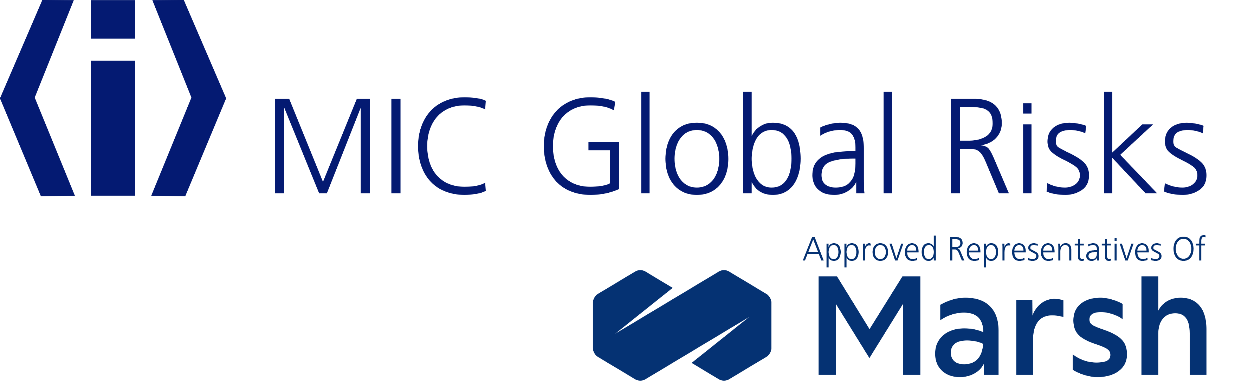 MIC Global Risks
Approved Representatives Of
Marsh